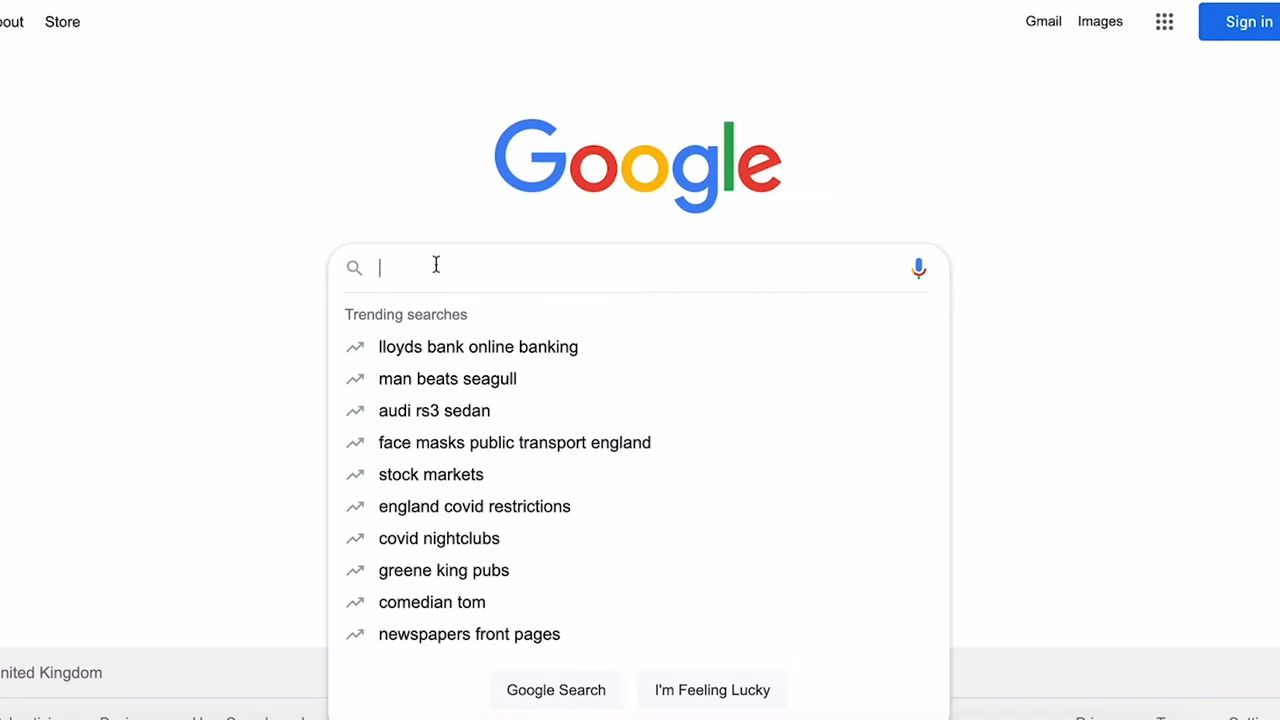 Store
Gmail Images Sign in
Google
Trending searches
lloyds bank online banking
man beats seagull
audi rs3 sedan
face masks public transport england
stock markets
england covid restrictions
covid nightclubs
greene king pubs
comedian tom
newspapers front pages
nited Kingdom
Google Search I'm Feeling Lucky